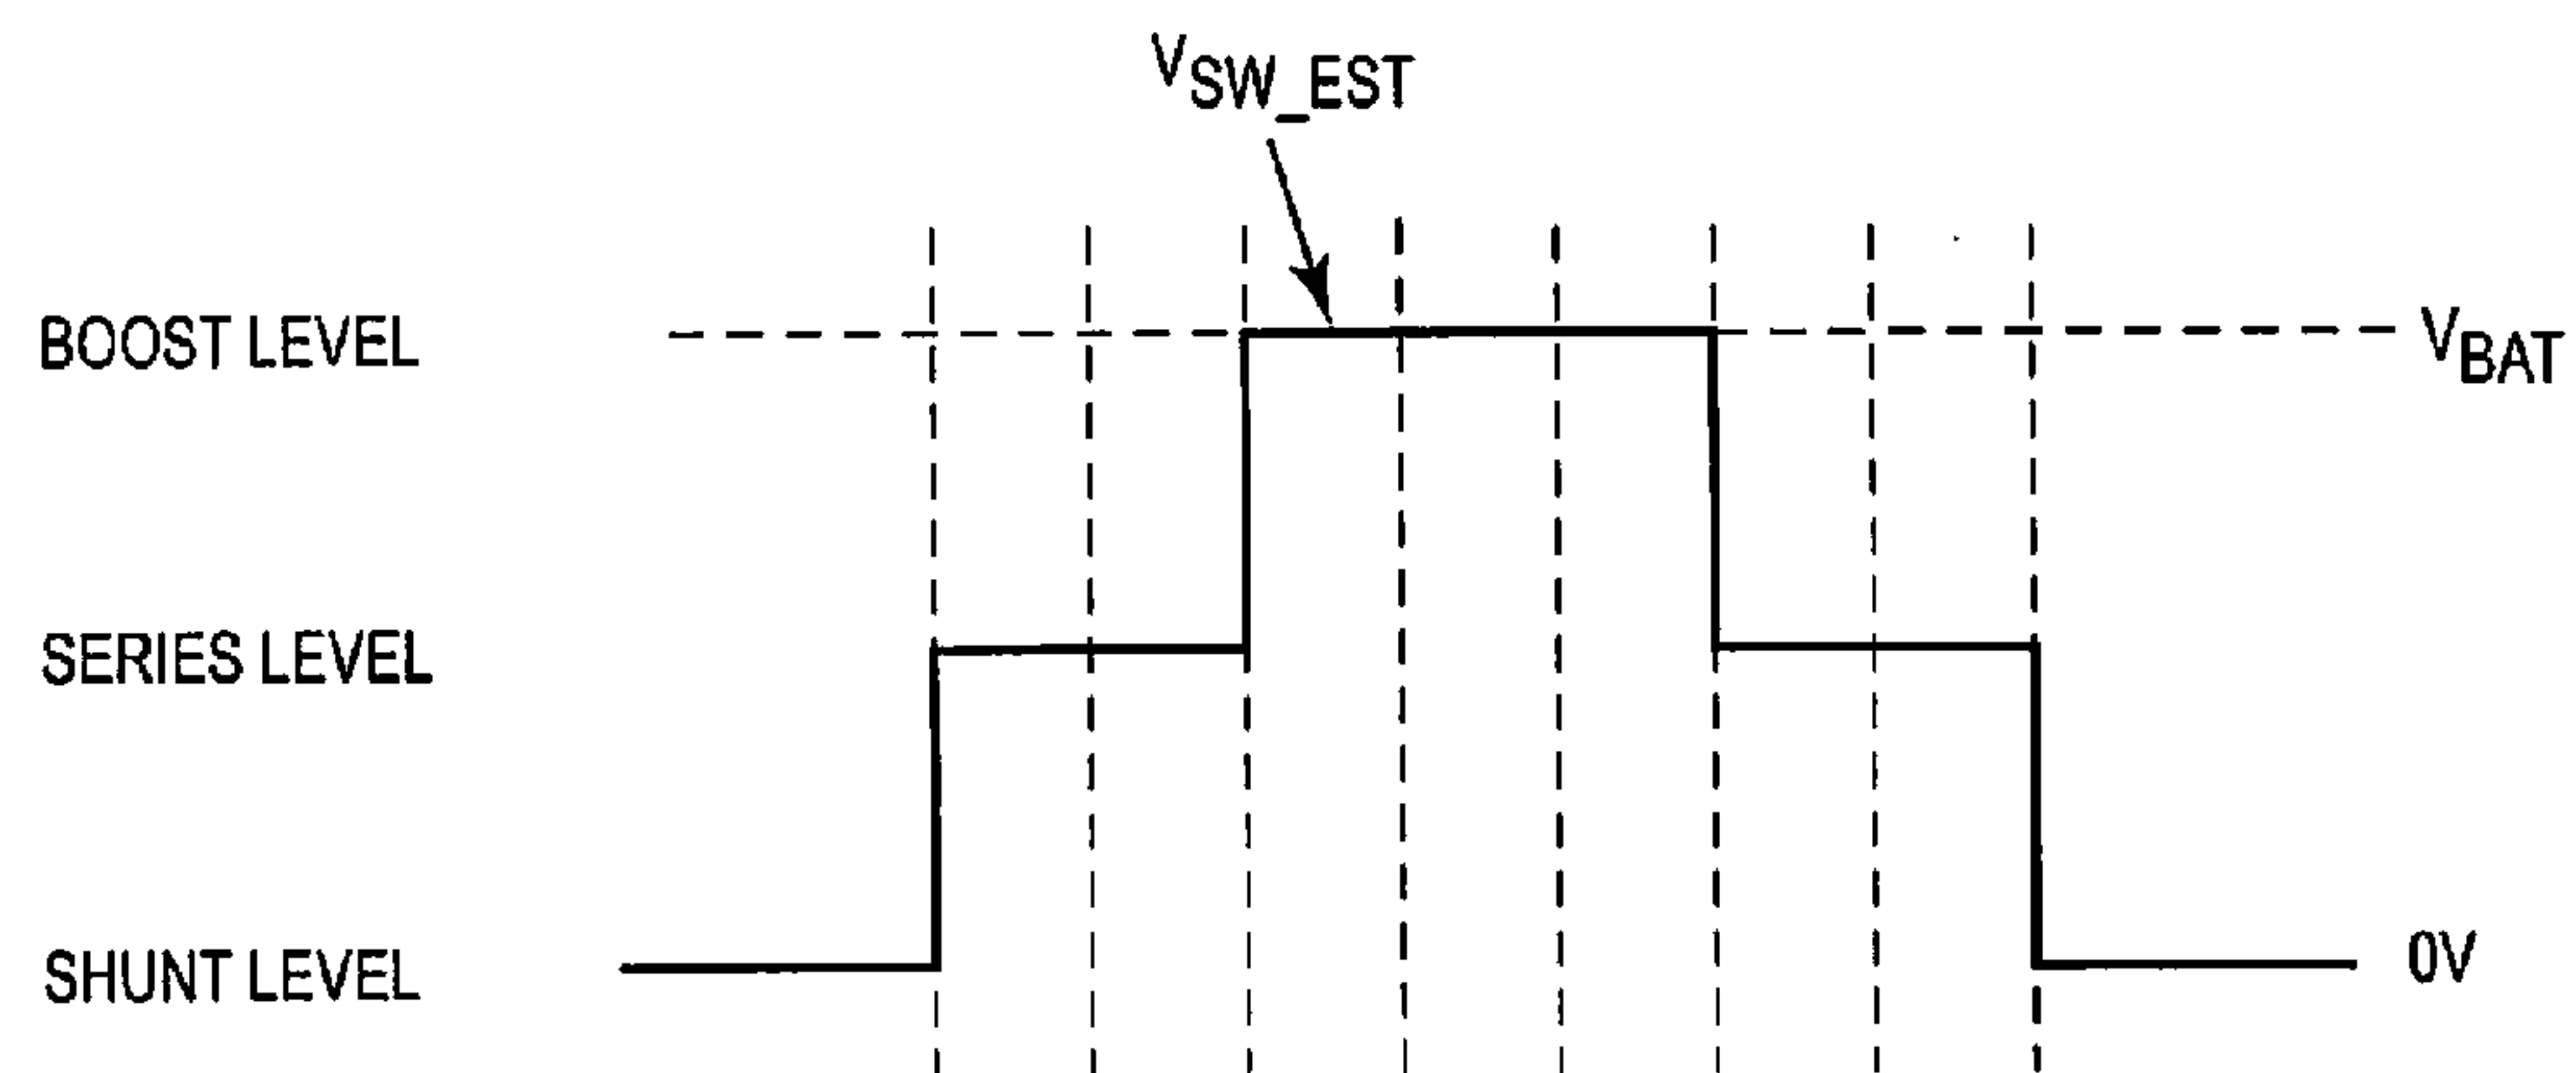 VSW_EST
BOOST LEVEL
VBAT
SERIES LEVEL
SHUNT LEVEL
0V